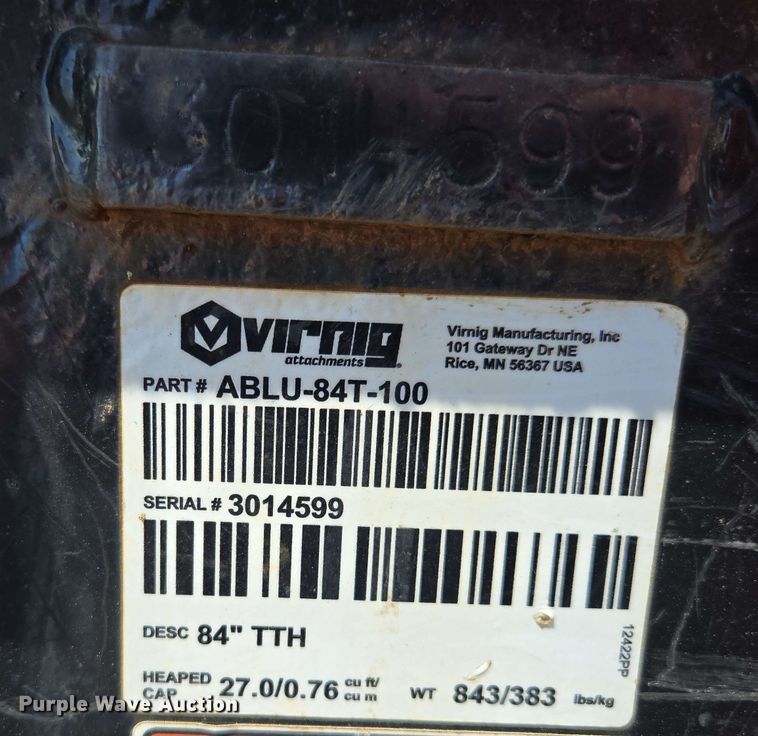 3014599
virnig
attachments
Virnig Manufacturing, Inc
101 Gateway Dr NE
Rice, MN 56367 USA
PART # ABLU-84T-100
SERIAL # 3014599
DESC 84" TTH
HEAPED CAP 27.0/0.76 cu ft/ cu m WT 843/383 lbs/kg
12422PP
Purple Wave Auction